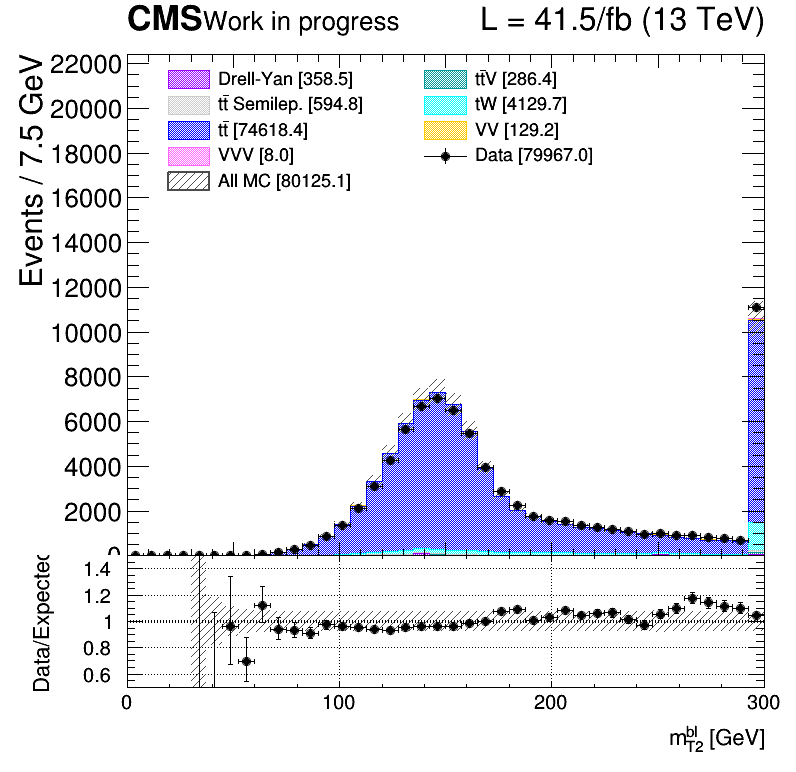 CMS Work in progress L = 41.5/fb (13 TeV)
Events / 7.5 GeV
22000
20000
18000
16000
14000
12000
10000
8000
6000
4000
2000
0
Drell-Yan [358.5]
tt̄ Semilep. [594.8]
tt̄ [74618.4]
VVV [8.0]
All MC [80125.1]
tt̄V [286.4]
tW [4129.7]
VV [129.2]
Data [79967.0]
Data/Expected
1.4
1.2
1
0.8
0.6
0 100 200 300
m_{T2}^{bl} [GeV]